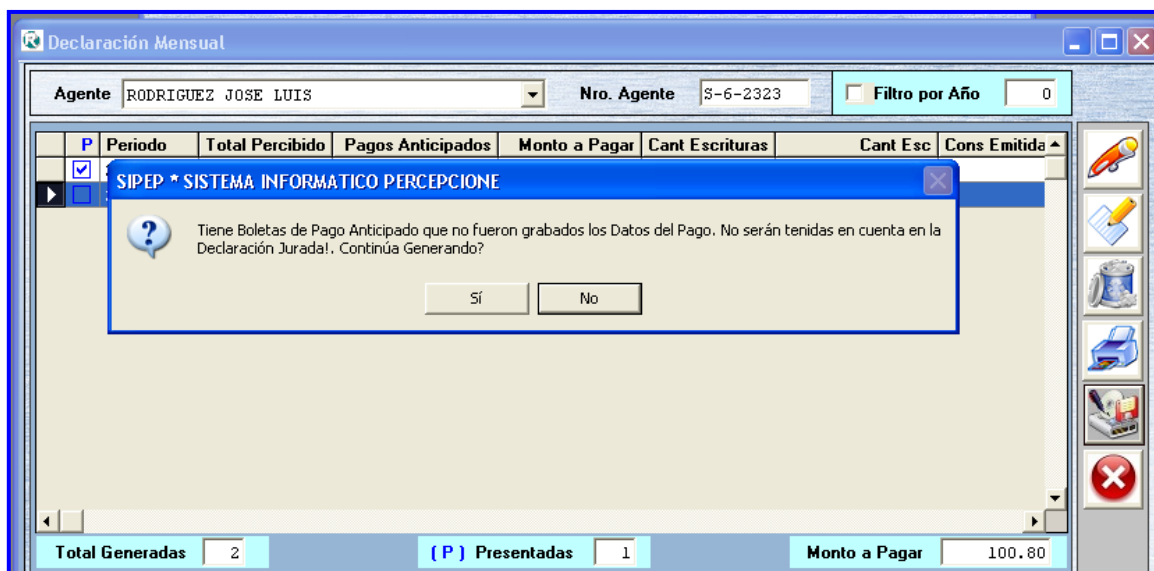 Declaración Mensual
Agente RODRIGUEZ JOSE LUIS Nro. Agente S-6-2323 Filtro por Año 0
P Periodo Total Percibido Pagos Anticipados Monto a Pagar Cant Escrituras Cant Esc Cons Emitida
SIPEP * SISTEMA INFORMATICO PERCEPCIONE
Tiene Boletas de Pago Anticipado que no fueron grabados los Datos del Pago. No serán tenidas en cuenta en la
Declaración Jurada!. Continúa Generando?
Sí No
Total Generadas 2 ( P ) Presentadas 1 Monto a Pagar 100.80